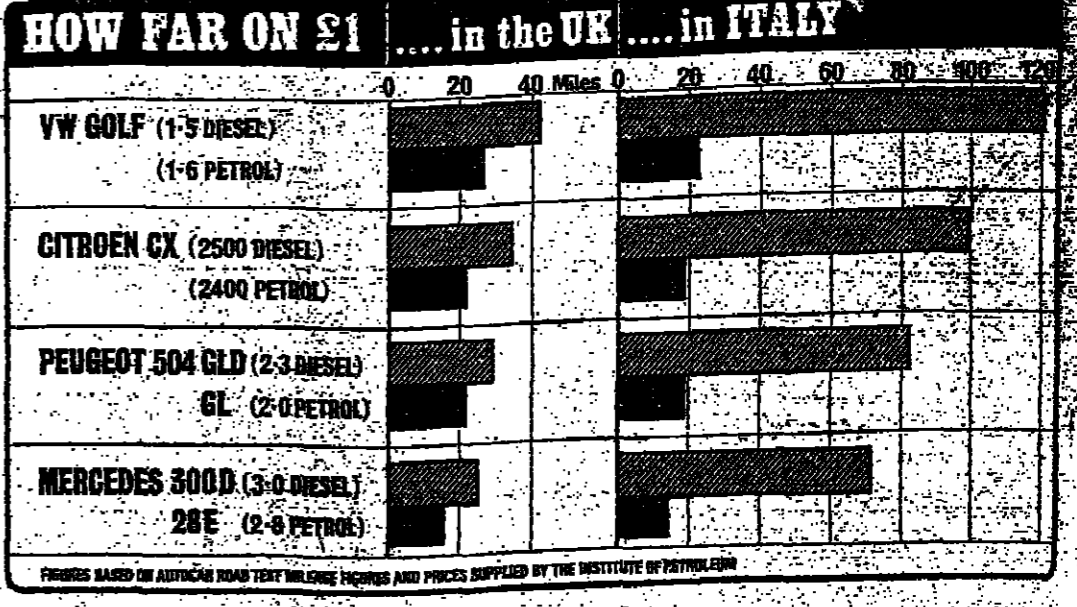 HOW FAR ON £1 .... in the UK .... in ITALY
0 20 40 Miles 0 20 40 60 80 100 120
VW GOLF (1·5 DIESEL)
(1·6 PETROL)
CITROEN CX (2500 DIESEL)
(2400 PETROL)
PEUGEOT 504 GLD (2·3 DIESEL)
GL (2·0 PETROL)
MERCEDES 300D (3·0 DIESEL)
28E (2·8 PETROL)
FIGURES BASED ON AUTOCAR ROAD TEST MILEAGE FIGURES AND PRICES SUPPLIED BY THE INSTITUTE OF PETROLEUM